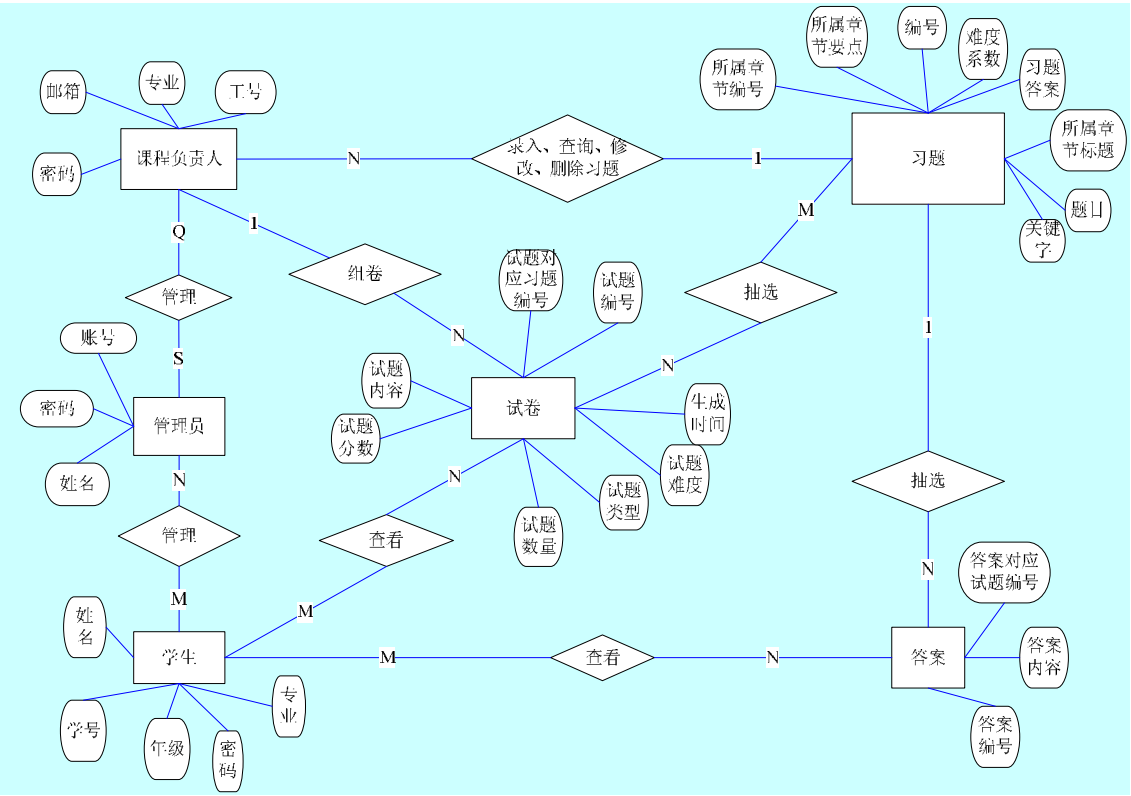 所属章
节要点
编号
难度
系数
所属章
节编号
习题
答案
邮箱
专业
工号
所属章
节标题
密码
课程负责人
N
录入、查询、修
改、删除习题
1
习题
题目
关键
字
Q
1
组卷
M
管理
试题对
应习题
编号
试题
编号
抽选
账号
S
N
N
1
试题
内容
密码
管理员
试题
分数
试卷
生成
时间
姓名
N
N
试题
难度
抽选
试题
类型
管理
查看
试题
数量
N
答案对应
试题编号
M
M
姓
名
学生
M
查看
N
答案
答案
内容
学号
年级
密
码
专
业
答案
编号